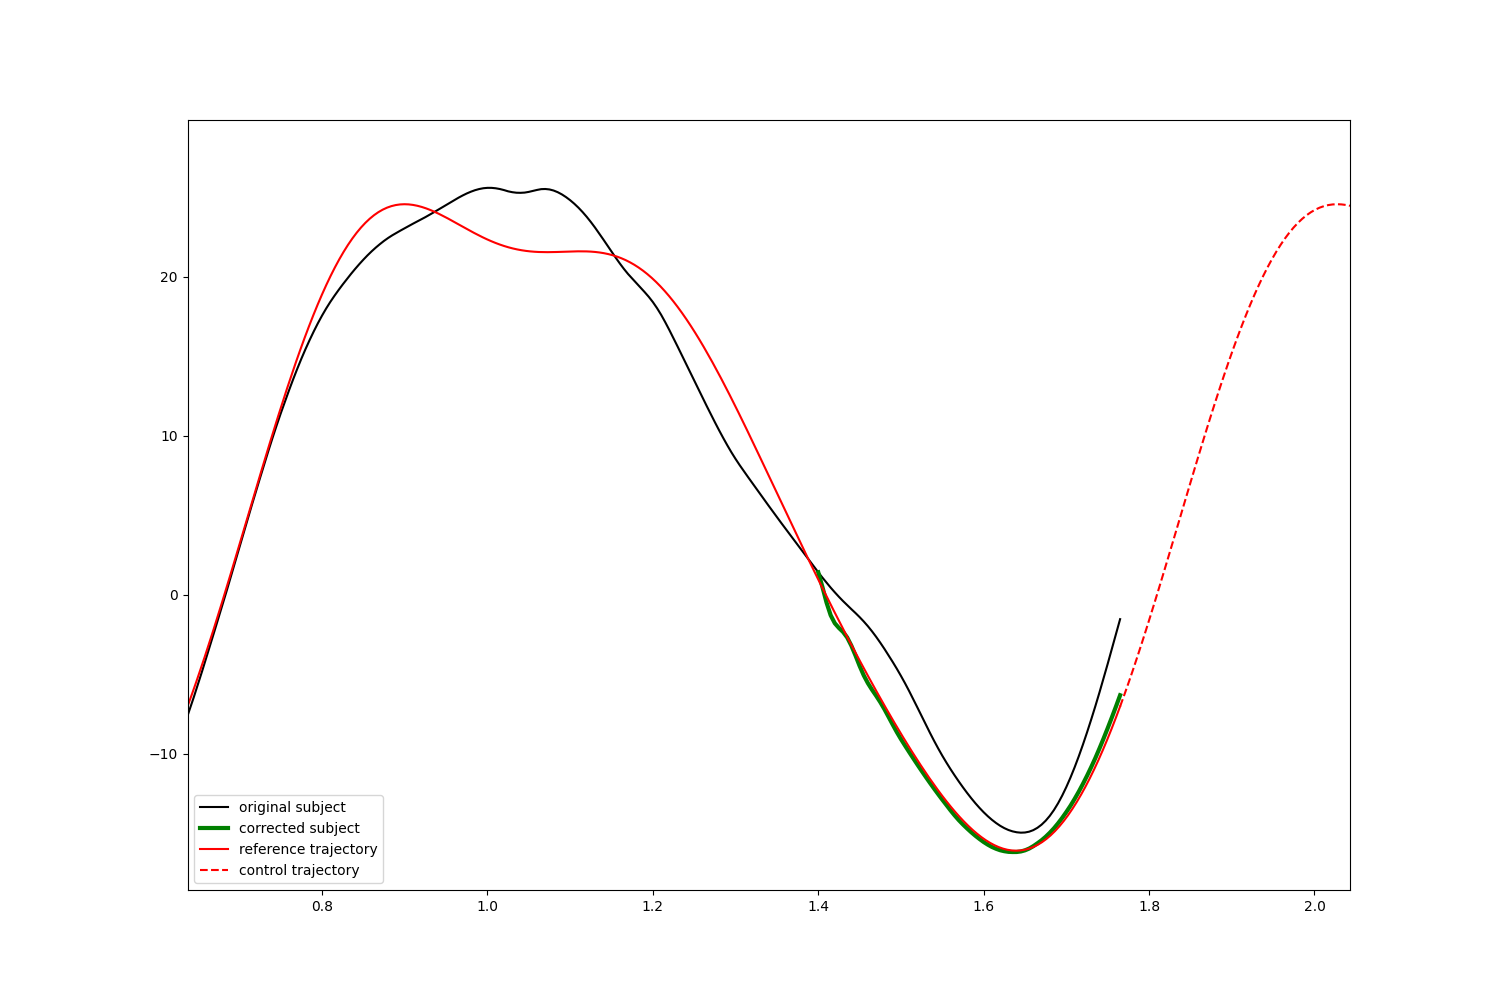 20
10
0
−10
0.8 1.0 1.2 1.4 1.6 1.8 2.0
original subject
corrected subject
reference trajectory
control trajectory